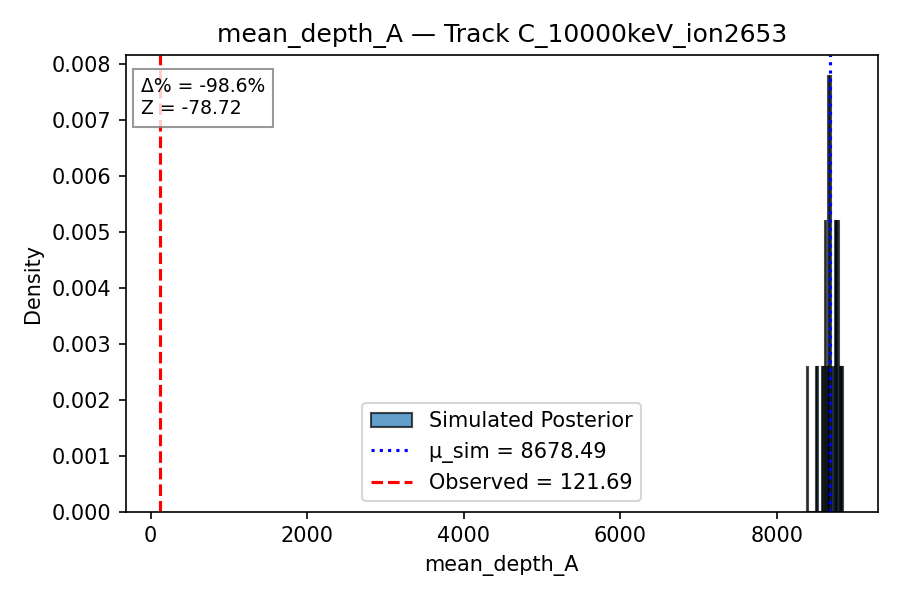 mean_depth_A — Track C_10000keV_ion2653
Δ% = -98.6%
Z = -78.72
0.008
0.007
0.006
0.005
0.004
0.003
0.002
0.001
0.000
Density
Simulated Posterior
μ_sim = 8678.49
Observed = 121.69
0 2000 4000 6000 8000
mean_depth_A